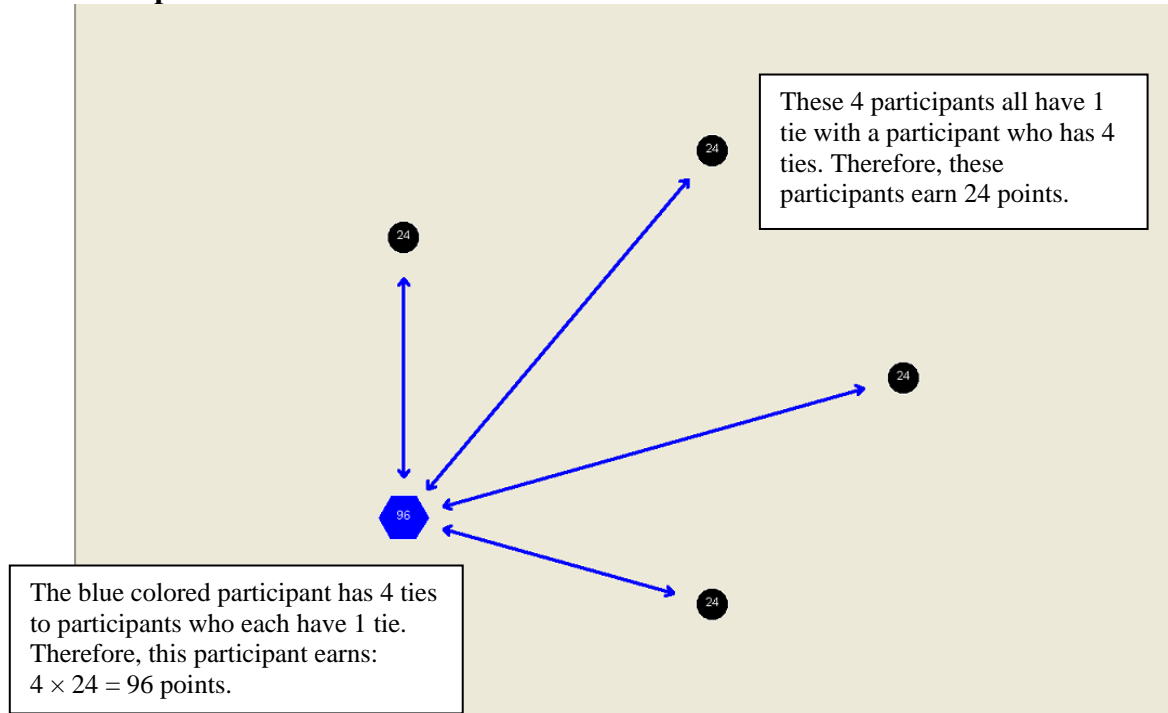 These 4 participants all have 1
tie with a participant who has 4
ties. Therefore, these
participants earn 24 points.
24
24
24
96
24
The blue colored participant has 4 ties
to participants who each have 1 tie.
Therefore, this participant earns:
4 × 24 = 96 points.